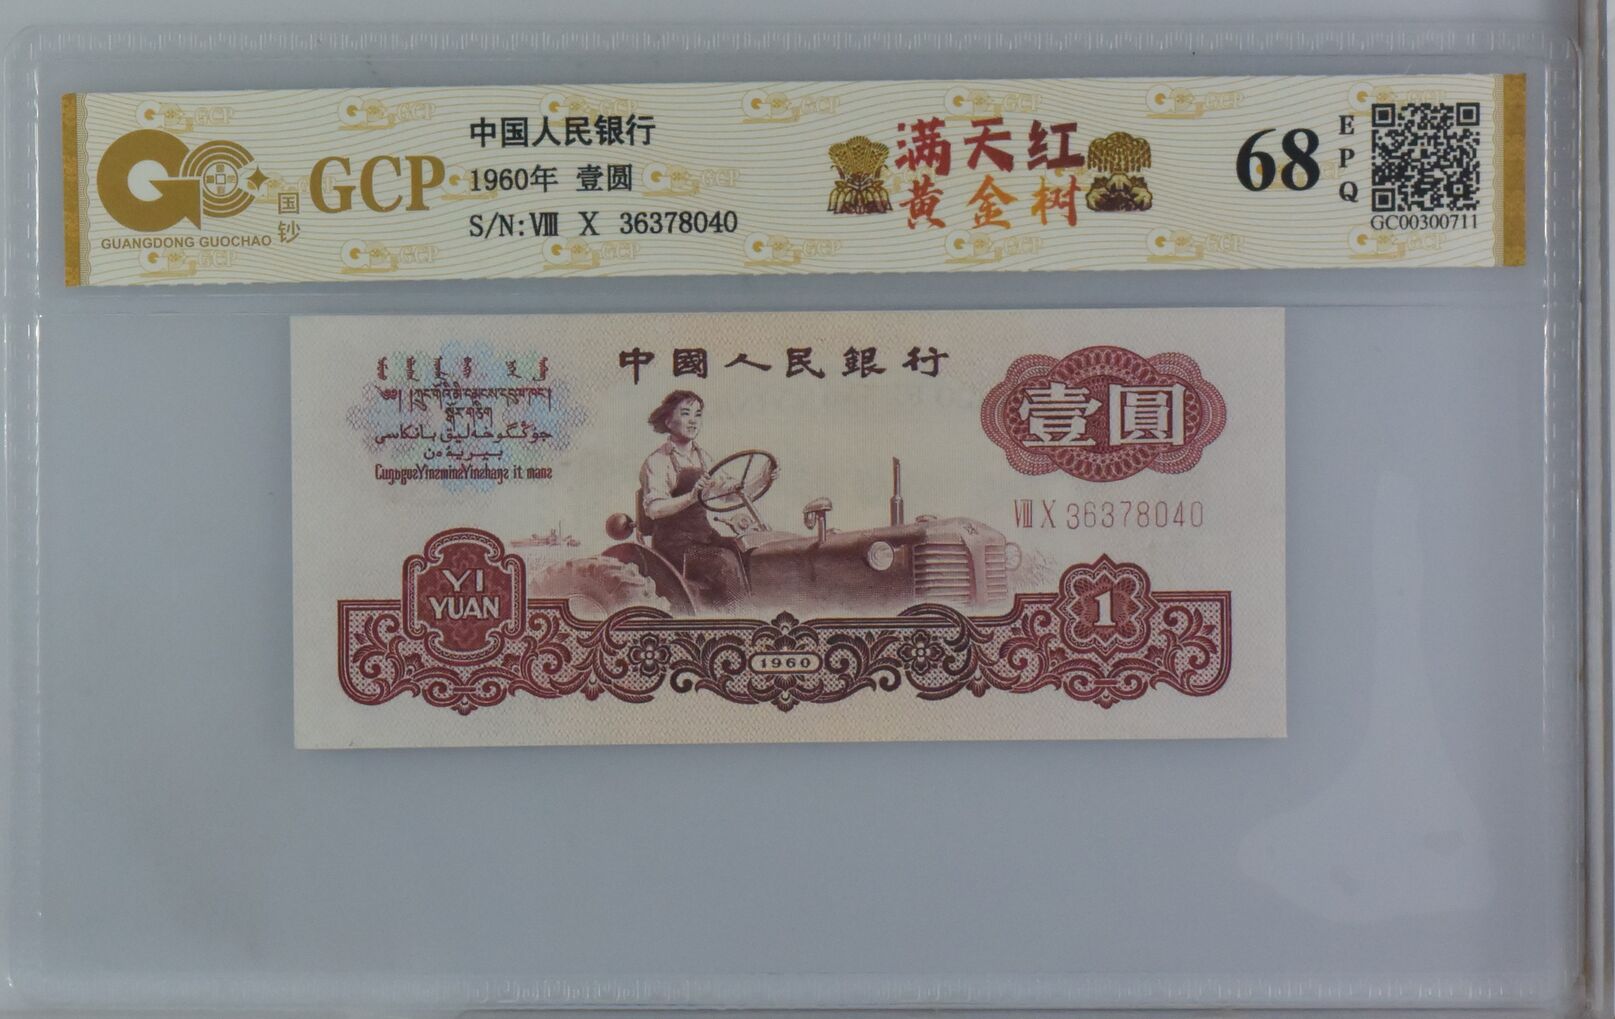 GUANGDONG GUOCHAO
国钞
GCP
中国人民银行
1960年 壹圆
S/N:Ⅷ X 36378040
满天红
黄金树
68
EPQ
GC00300711
中國人民銀行
壹圓
Ⅷ X 36378040
YI
YUAN
1960
1